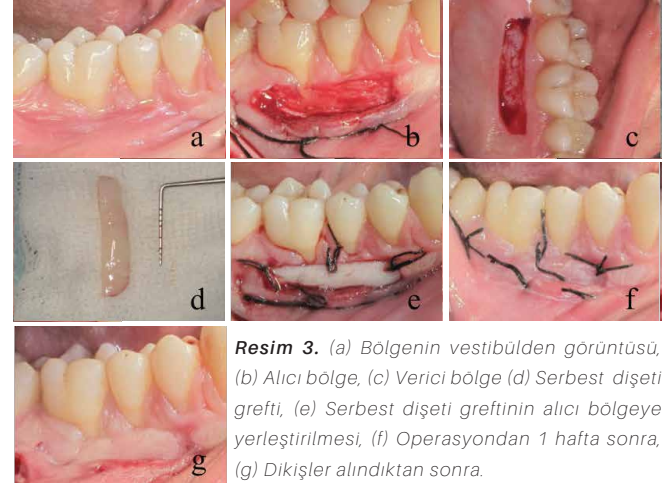 a
b
c
d
e
f
g
Resim 3. (a) Bölgenin vestibülden görüntüsü,
(b) Alıcı bölge, (c) Verici bölge (d) Serbest dişeti
grefti, (e) Serbest dişeti greftinin alıcı bölgeye
yerleştirilmesi, (f) Operasyondan 1 hafta sonra,
(g) Dikişler alındıktan sonra.